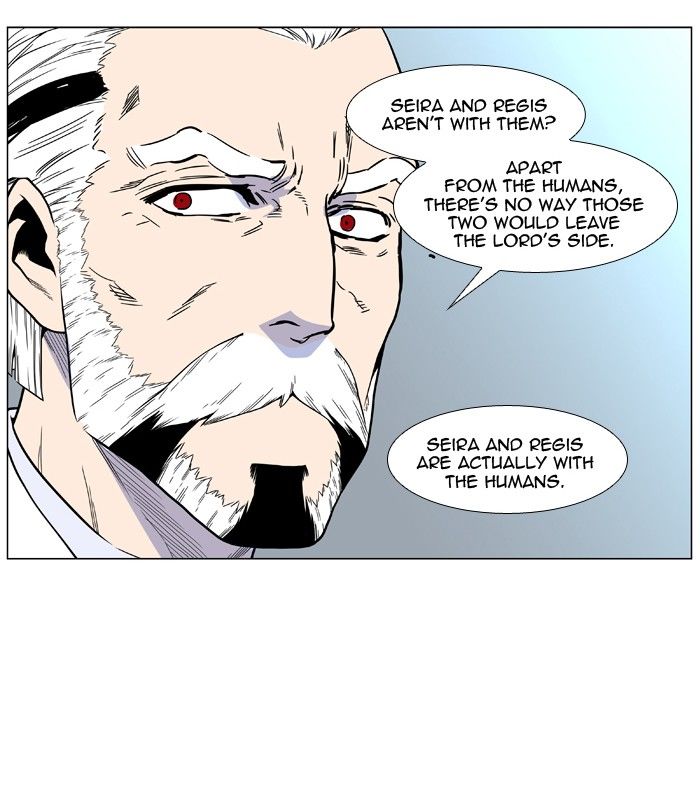 SEIRA AND REGIS
AREN'T WITH THEM?
APART
FROM THE HUMANS,
THERE'S NO WAY THOSE
TWO WOULD LEAVE
THE LORD'S SIDE.
SEIRA AND REGIS
ARE ACTUALLY WITH
THE HUMANS.